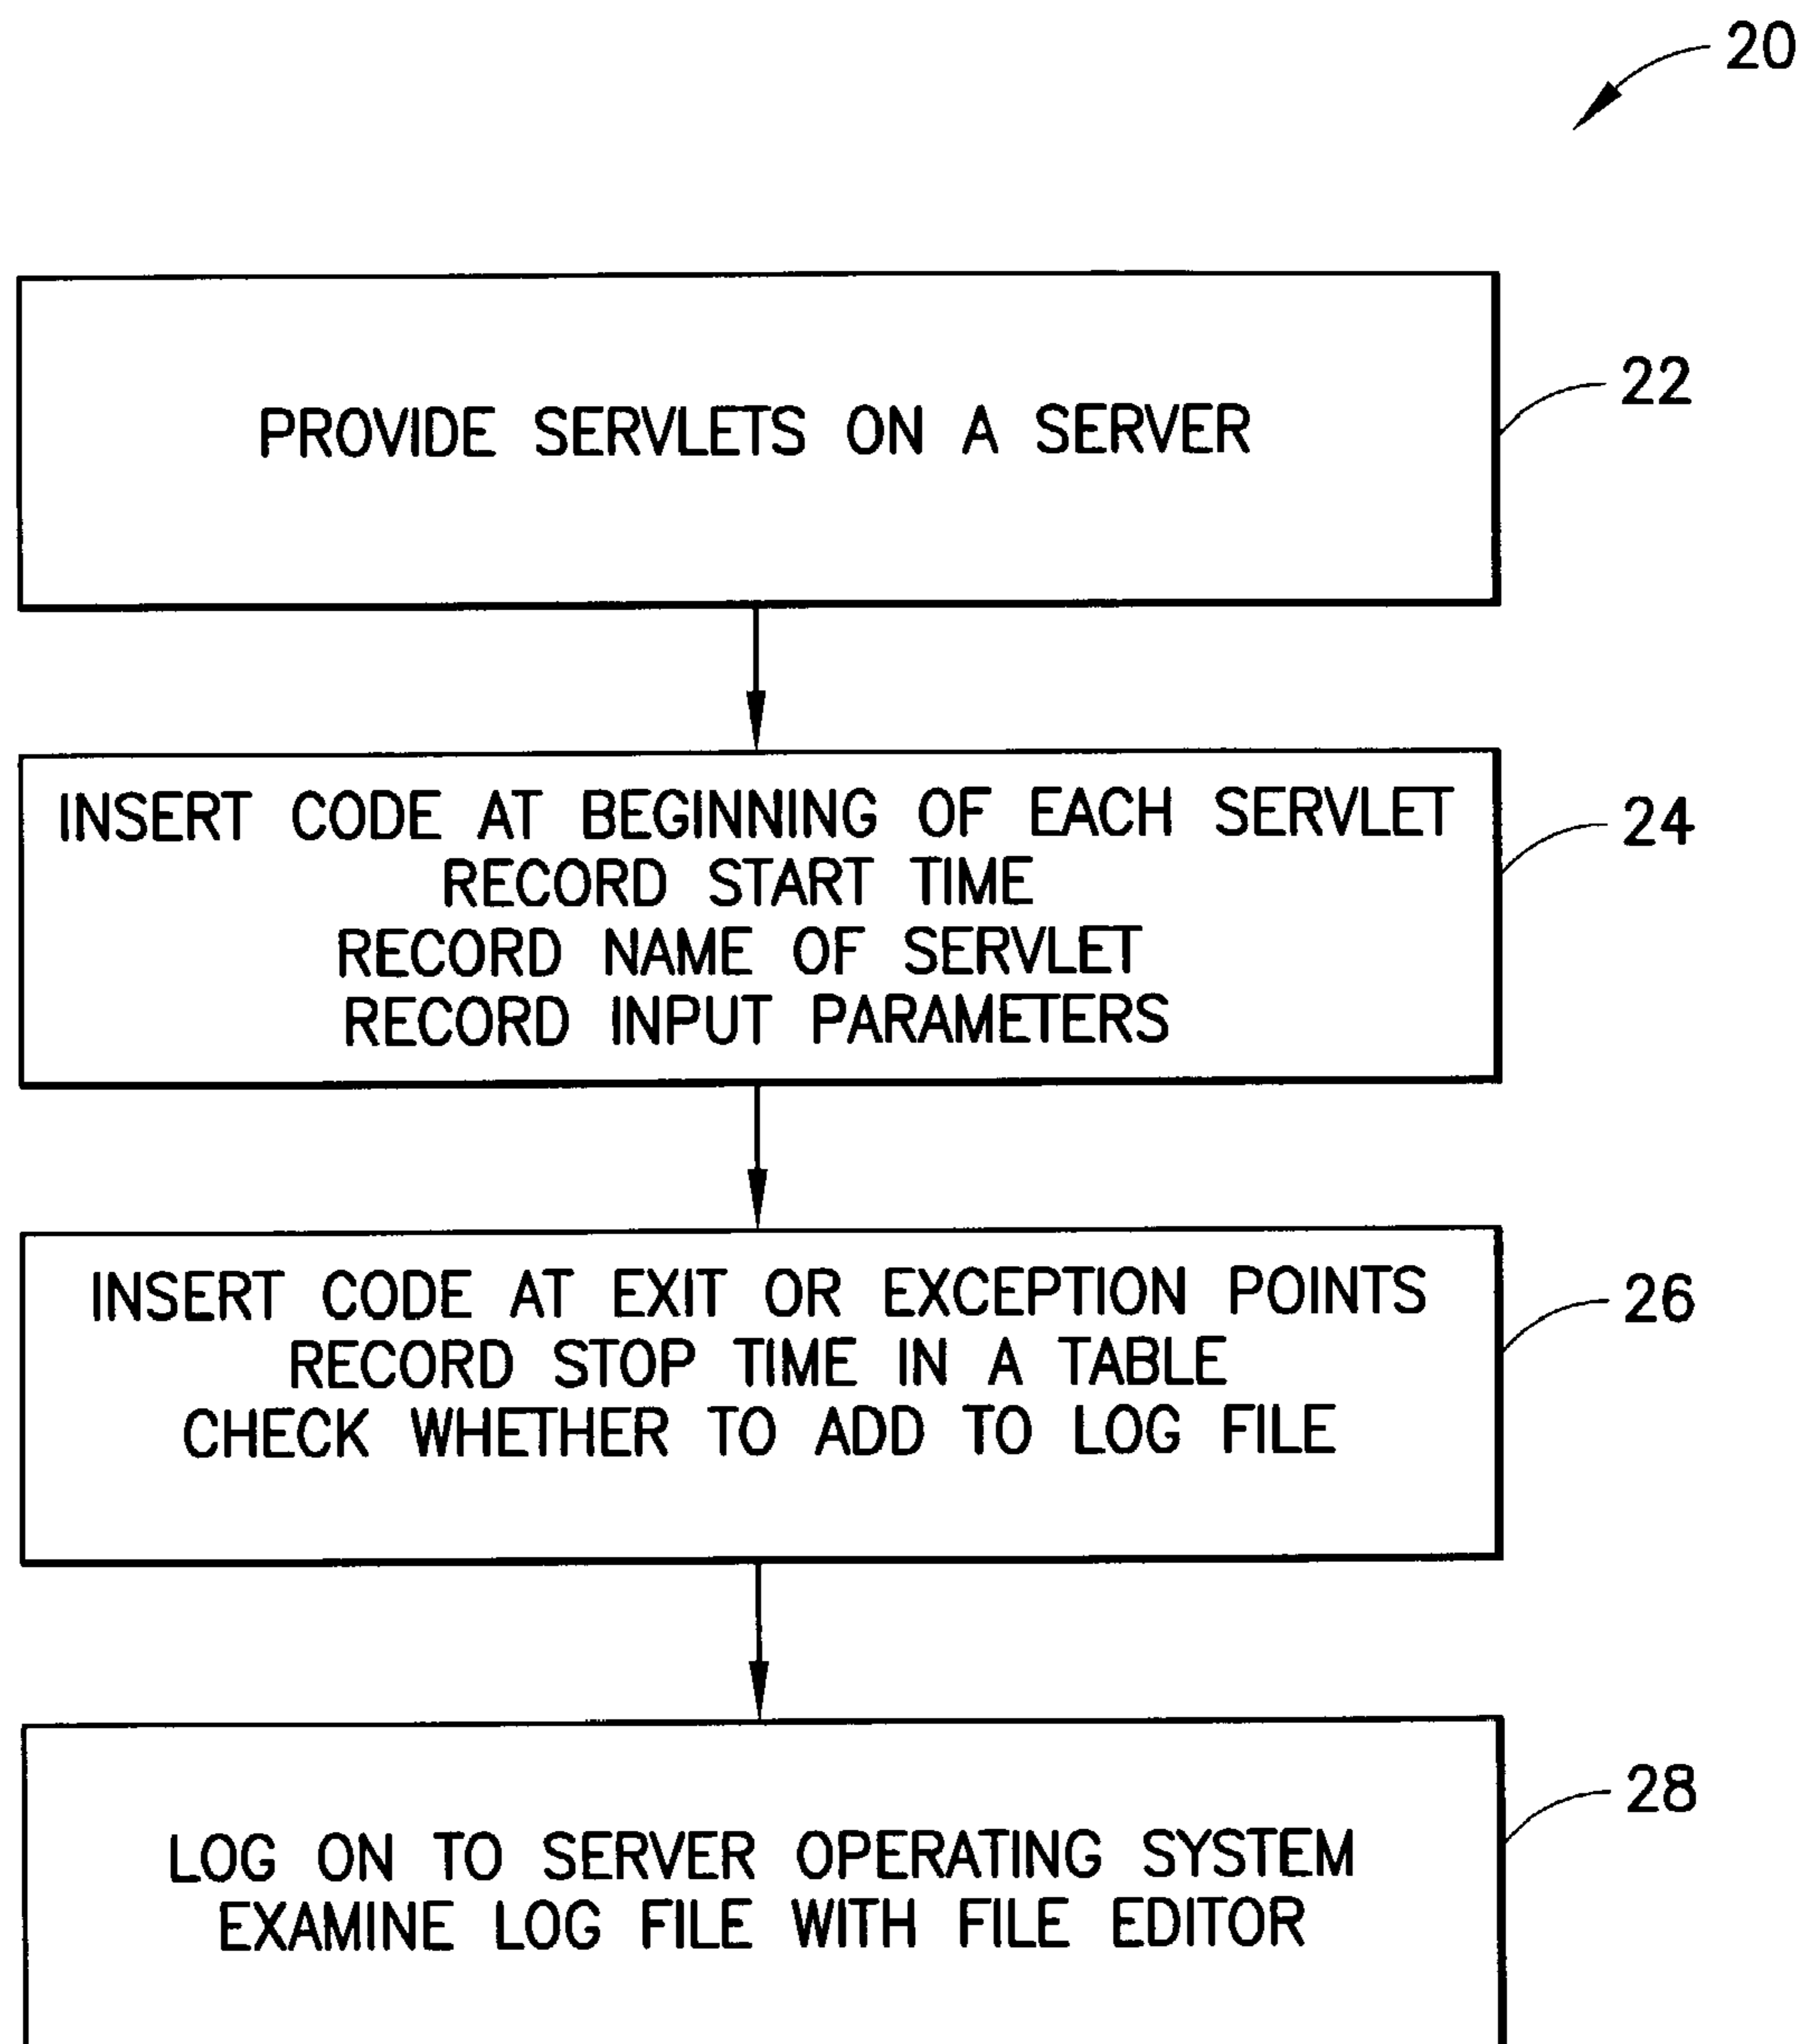 20
PROVIDE SERVLETS ON A SERVER
22
INSERT CODE AT BEGINNING OF EACH SERVLET
RECORD START TIME
RECORD NAME OF SERVLET
RECORD INPUT PARAMETERS
24
INSERT CODE AT EXIT OR EXCEPTION POINTS
RECORD STOP TIME IN A TABLE
CHECK WHETHER TO ADD TO LOG FILE
26
LOG ON TO SERVER OPERATING SYSTEM
EXAMINE LOG FILE WITH FILE EDITOR
28